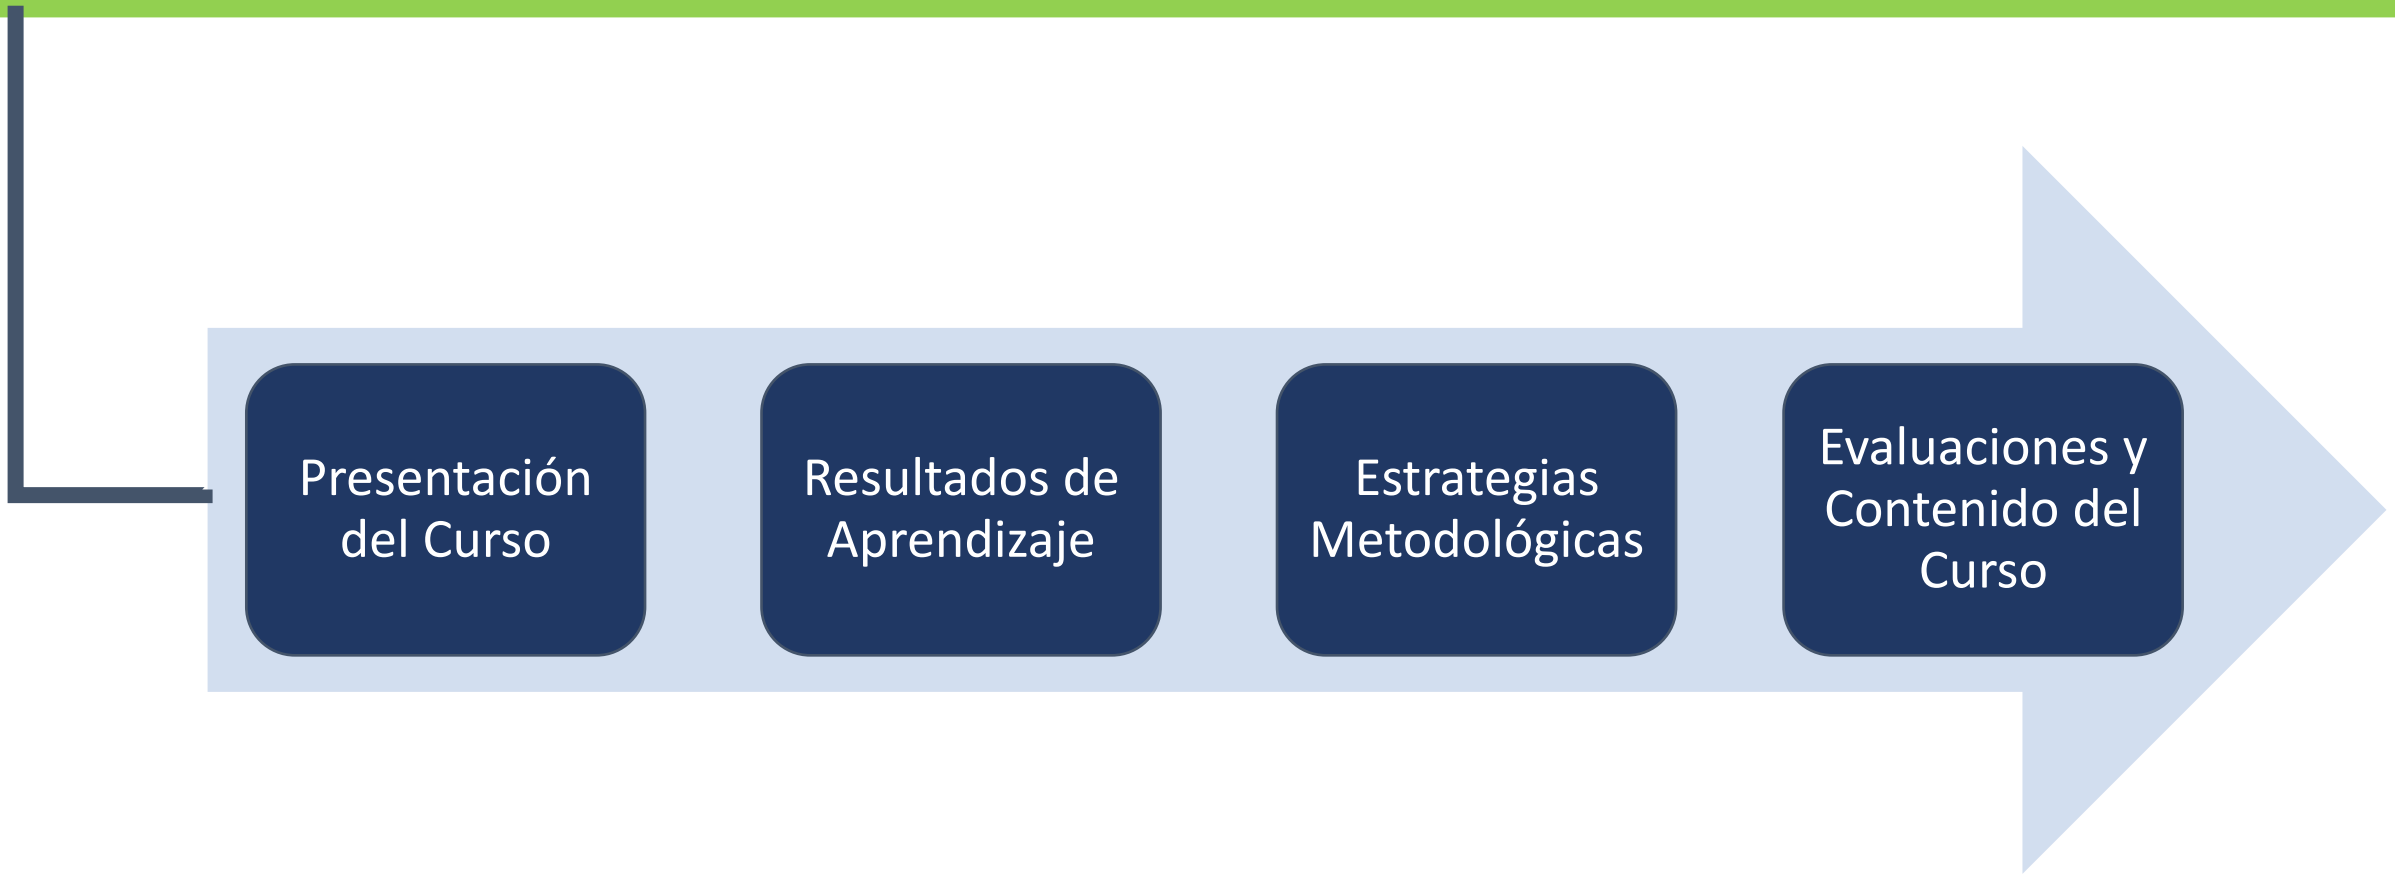 Presentación
del Curso
Resultados de
Aprendizaje
Estrategias
Metodológicas
Evaluaciones y
Contenido del
Curso